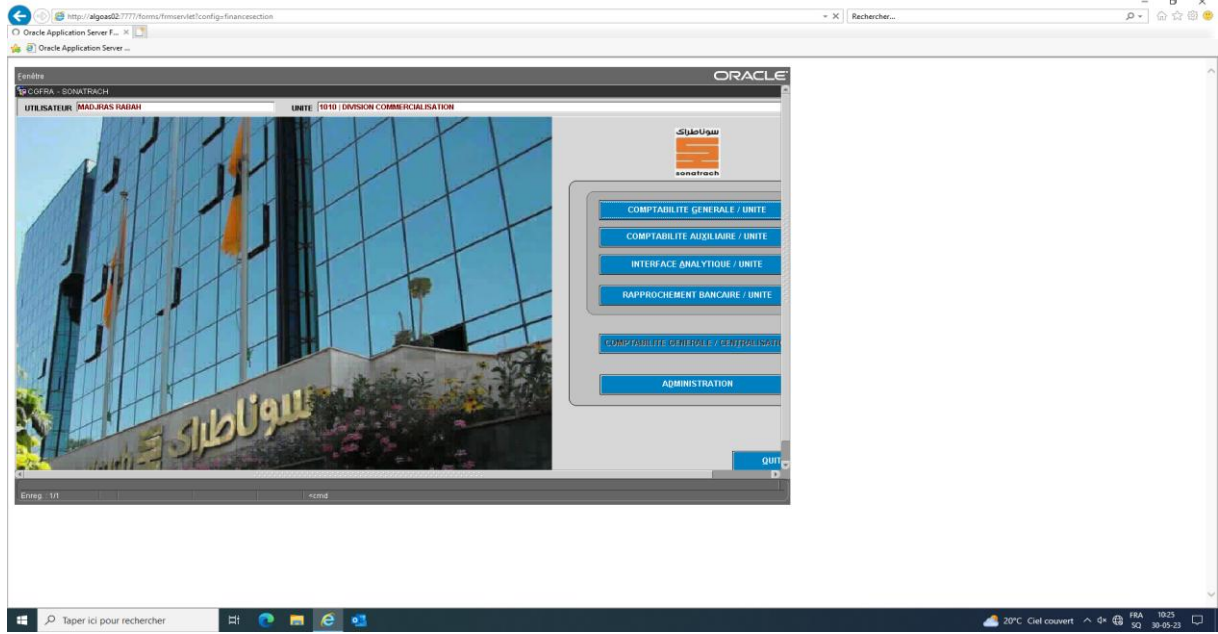 http://algoas02:7777/forms/frmservlet?config=financesection
Rechercher...
Oracle Application Server F...
Oracle Application Server ...
Fenêtre
ORACLE
COFRA - SONATRACH
UTILISATEUR MADJRAS RABAH UNITE 1010 | DIVISION COMMERCIALISATION
سوناطراك
sonatrach
COMPTABILITE GENERALE / UNITE
COMPTABILITE AUXILIAIRE / UNITE
INTERFACE ANALYTIQUE / UNITE
RAPPROCHEMENT BANCAIRE / UNITE
COMPTABILITE GENERALE / CENTRALISATIO
ADMINISTRATION
سوناطراك
QUIT
Enreg. : 1/1 <cmd
Taper ici pour rechercher
20°C Ciel couvert
FRA 10:25
SQ 30-05-23